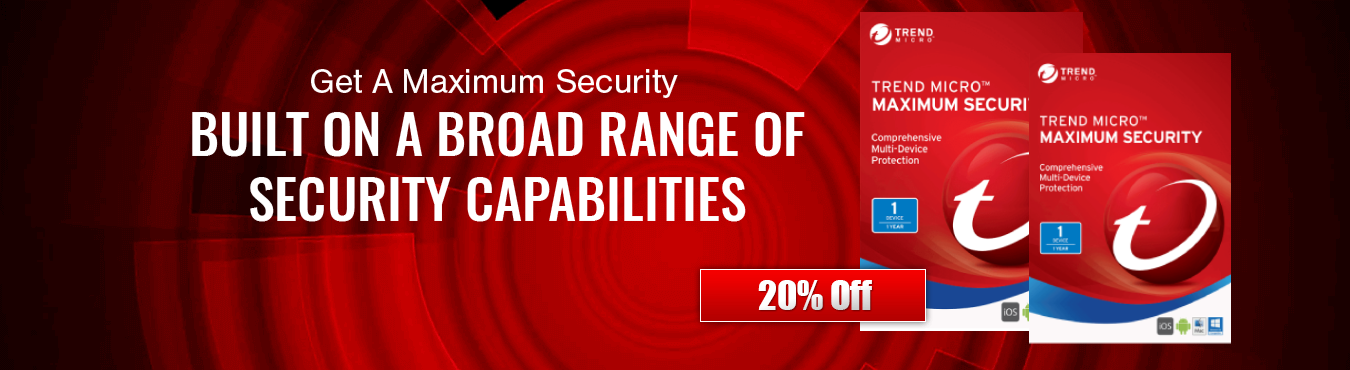 Get A Maximum Security
BUILT ON A BROAD RANGE OF
SECURITY CAPABILITIES
20% Off
TREND
MICRO
TREND MICRO™
MAXIMUM SECURI
Comprehensive
Multi-Device
Protection
1
DEVICE
1 YEAR
iOS
TREND
MICRO
TREND MICRO™
MAXIMUM SECURITY
Comprehensive
Multi-Device
Protection
1
DEVICE
1 YEAR
iOS
Mac